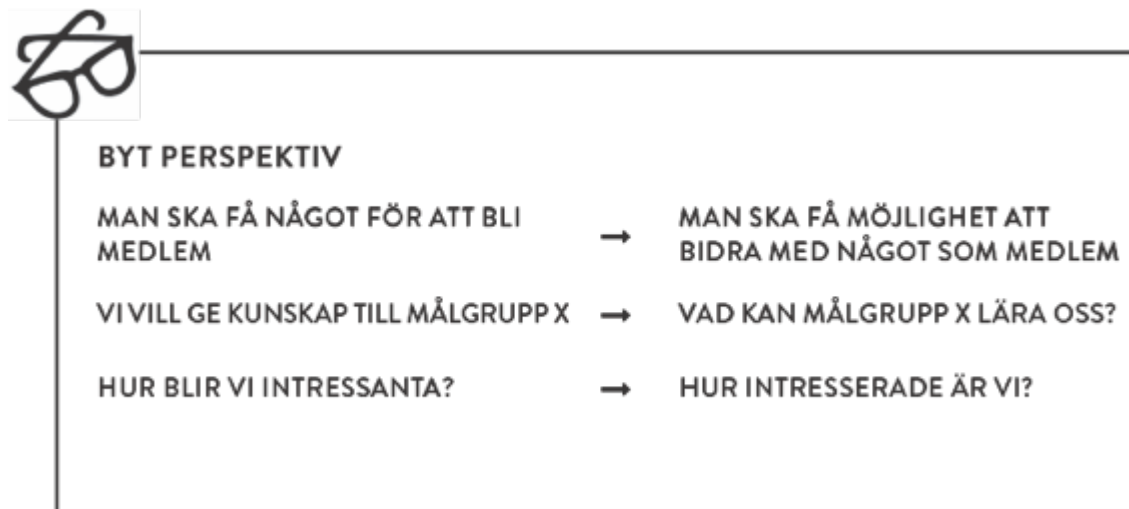 BYT PERSPEKTIV
MAN SKA FÅ NÅGOT FÖR ATT BLI
MEDLEM
→
MAN SKA FÅ MÖJLIGHET ATT
BIDRA MED NÅGOT SOM MEDLEM
VI VILL GE KUNSKAP TILL MÅLGRUPP X → VAD KAN MÅLGRUPP X LÄRA OSS?
HUR BLIR VI INTRESSANTA? → HUR INTRESSERADE ÄR VI?